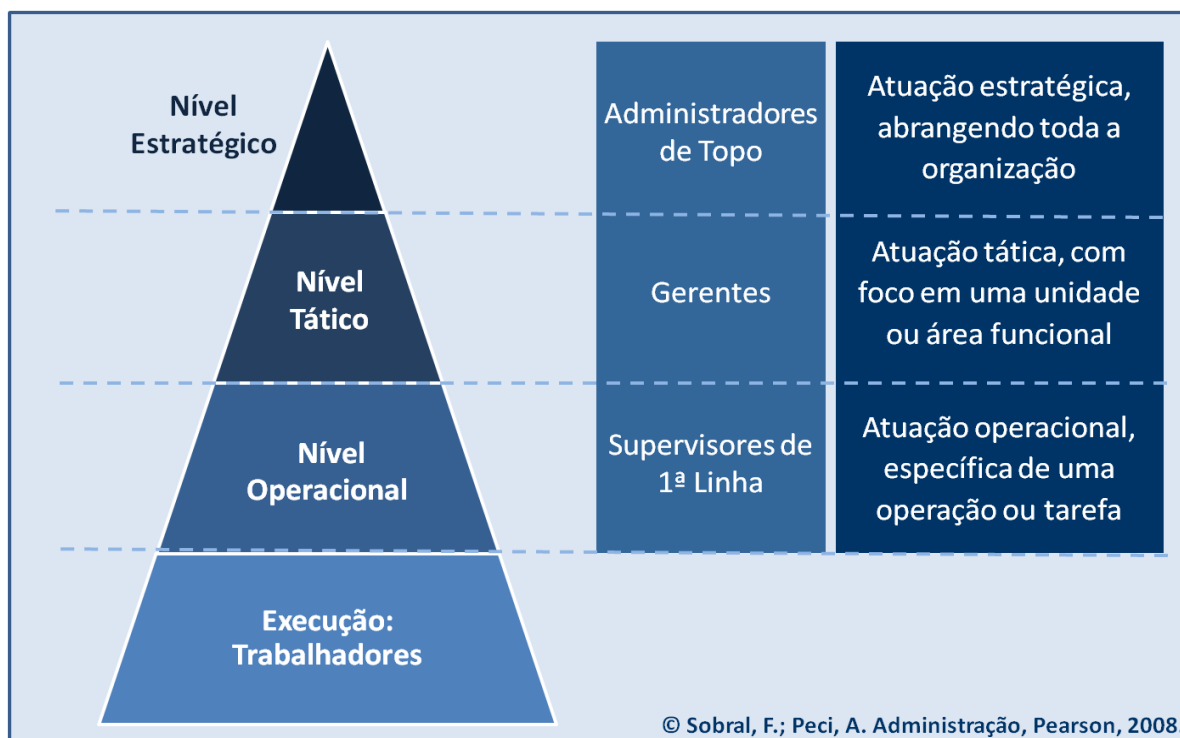 Nível
Estratégico
Administradores
de Topo
Atuação estratégica,
abrangendo toda a
organização
Nível
Tático
Gerentes
Atuação tática, com
foco em uma unidade
ou área funcional
Nível
Operacional
Supervisores de
1ª Linha
Atuação operacional,
específica de uma
operação ou tarefa
Execução:
Trabalhadores
© Sobral, F.; Peci, A. Administração, Pearson, 2008.